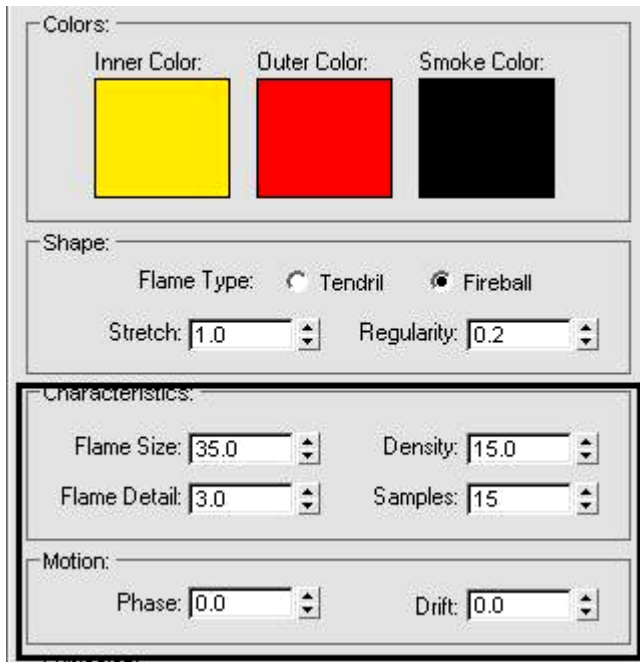 Colors:
Inner Color: Outer Color: Smoke Color:
Shape:
Flame Type: Tendril Fireball
Stretch: 1.0 Regularity: 0.2
Characteristics:
Flame Size: 35.0 Density: 15.0
Flame Detail: 3.0 Samples: 15
Motion:
Phase: 0.0 Drift: 0.0